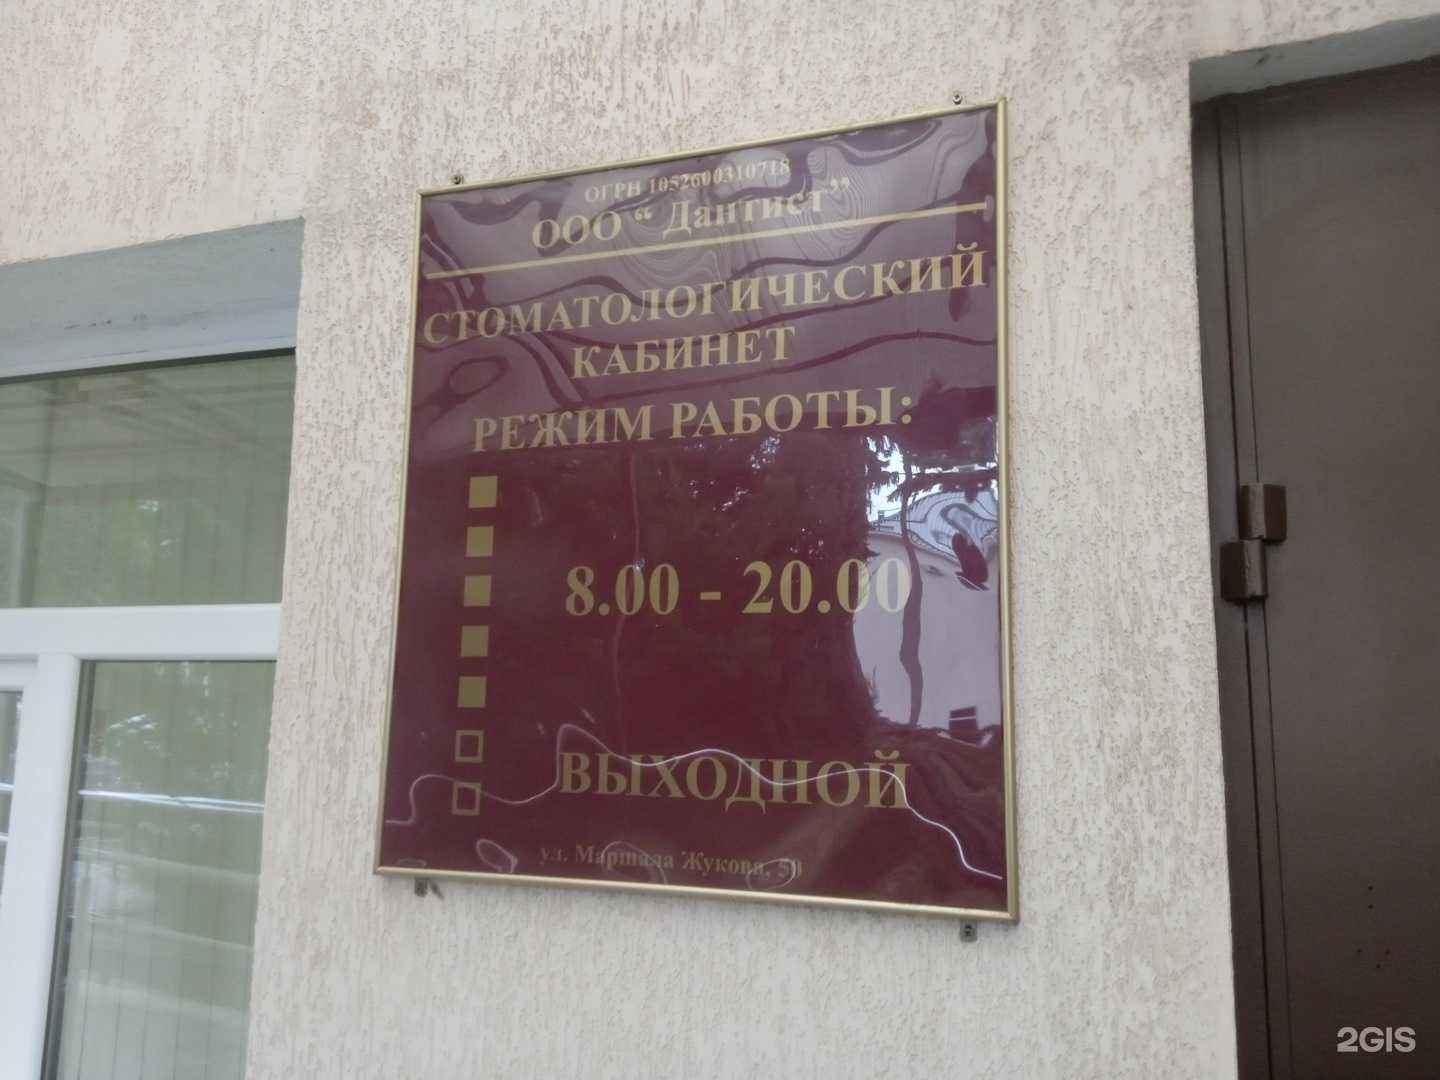 ОГРН 1052600310718
ООО “ Дантист”
СТОМАТОЛОГИЧЕСКИЙ
КАБИНЕТ
РЕЖИМ РАБОТЫ:
8.00 - 20.00
ВЫХОДНОЙ
ул. Маршала Жукова, 50
2GIS